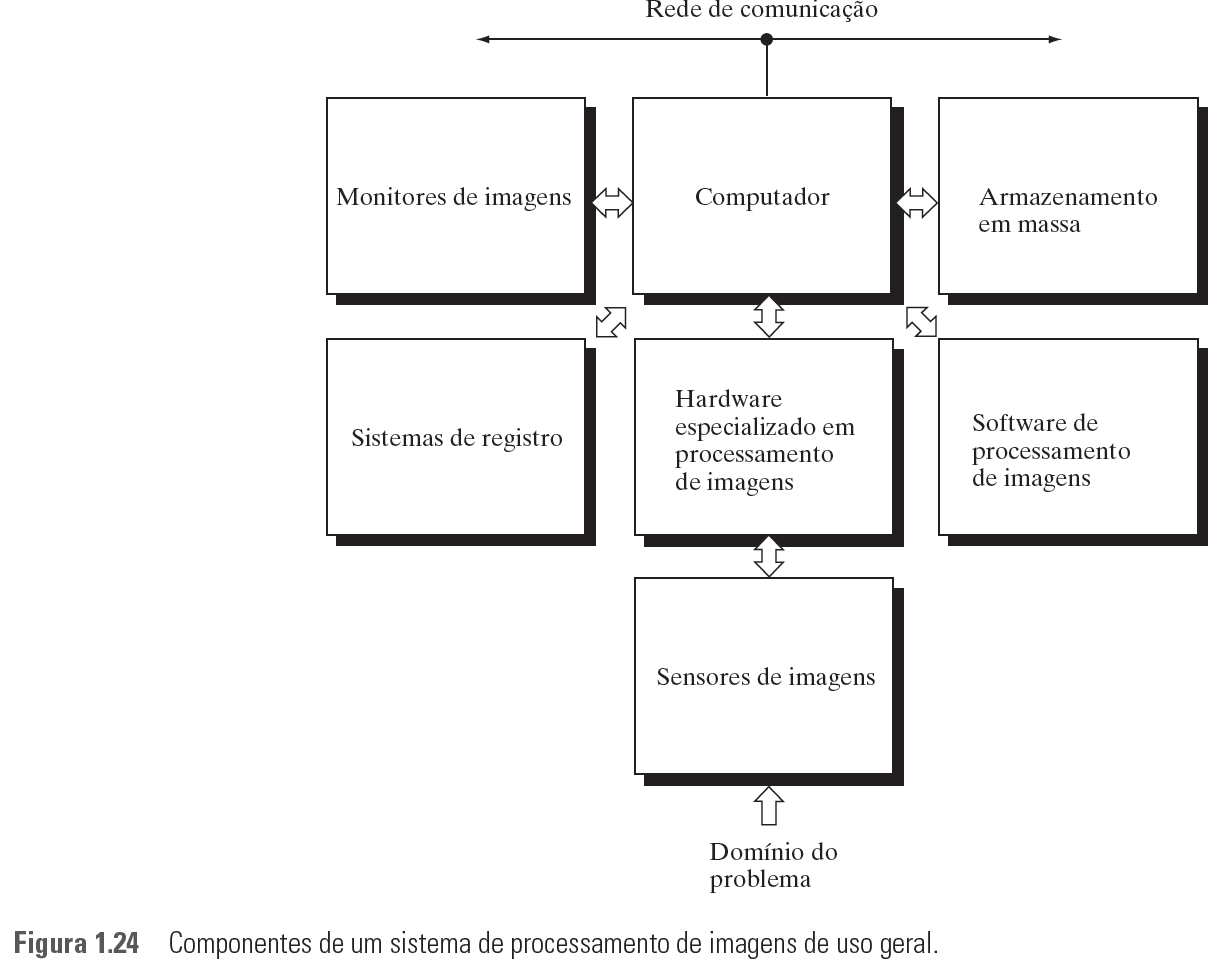 Rede de comunicação
Monitores de imagens
Computador
Armazenamento
em massa
Sistemas de registro
Hardware
especializado em
processamento
de imagens
Software de
processamento
de imagens
Sensores de imagens
Domínio do
problema
Figura 1.24 Componentes de um sistema de processamento de imagens de uso geral.